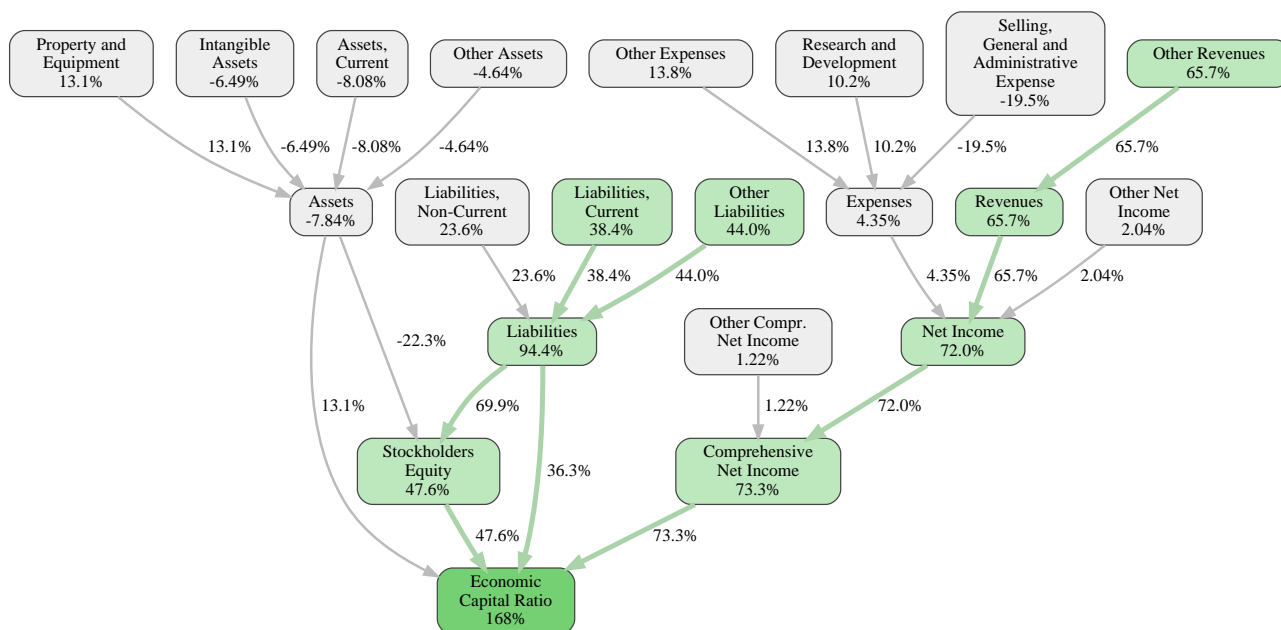 Property and
Equipment
13.1%
Intangible
Assets
-6.49%
Assets,
Current
-8.08%
Other Assets
-4.64%
Other Expenses
13.8%
Research and
Development
10.2%
Selling,
General and
Administrative
Expense
-19.5%
Other Revenues
65.7%
13.1%
-6.49%
-8.08%
-4.64%
13.8%
10.2%
-19.5%
65.7%
Assets
-7.84%
Liabilities,
Non-Current
23.6%
Liabilities,
Current
38.4%
Other
Liabilities
44.0%
Expenses
4.35%
Revenues
65.7%
Other Net
Income
2.04%
23.6%
38.4%
44.0%
4.35%
65.7%
2.04%
-22.3%
Liabilities
94.4%
Other Compr.
Net Income
1.22%
Net Income
72.0%
13.1%
69.9%
36.3%
1.22%
72.0%
Stockholders
Equity
47.6%
Comprehensive
Net Income
73.3%
47.6%
73.3%
Economic
Capital Ratio
168%